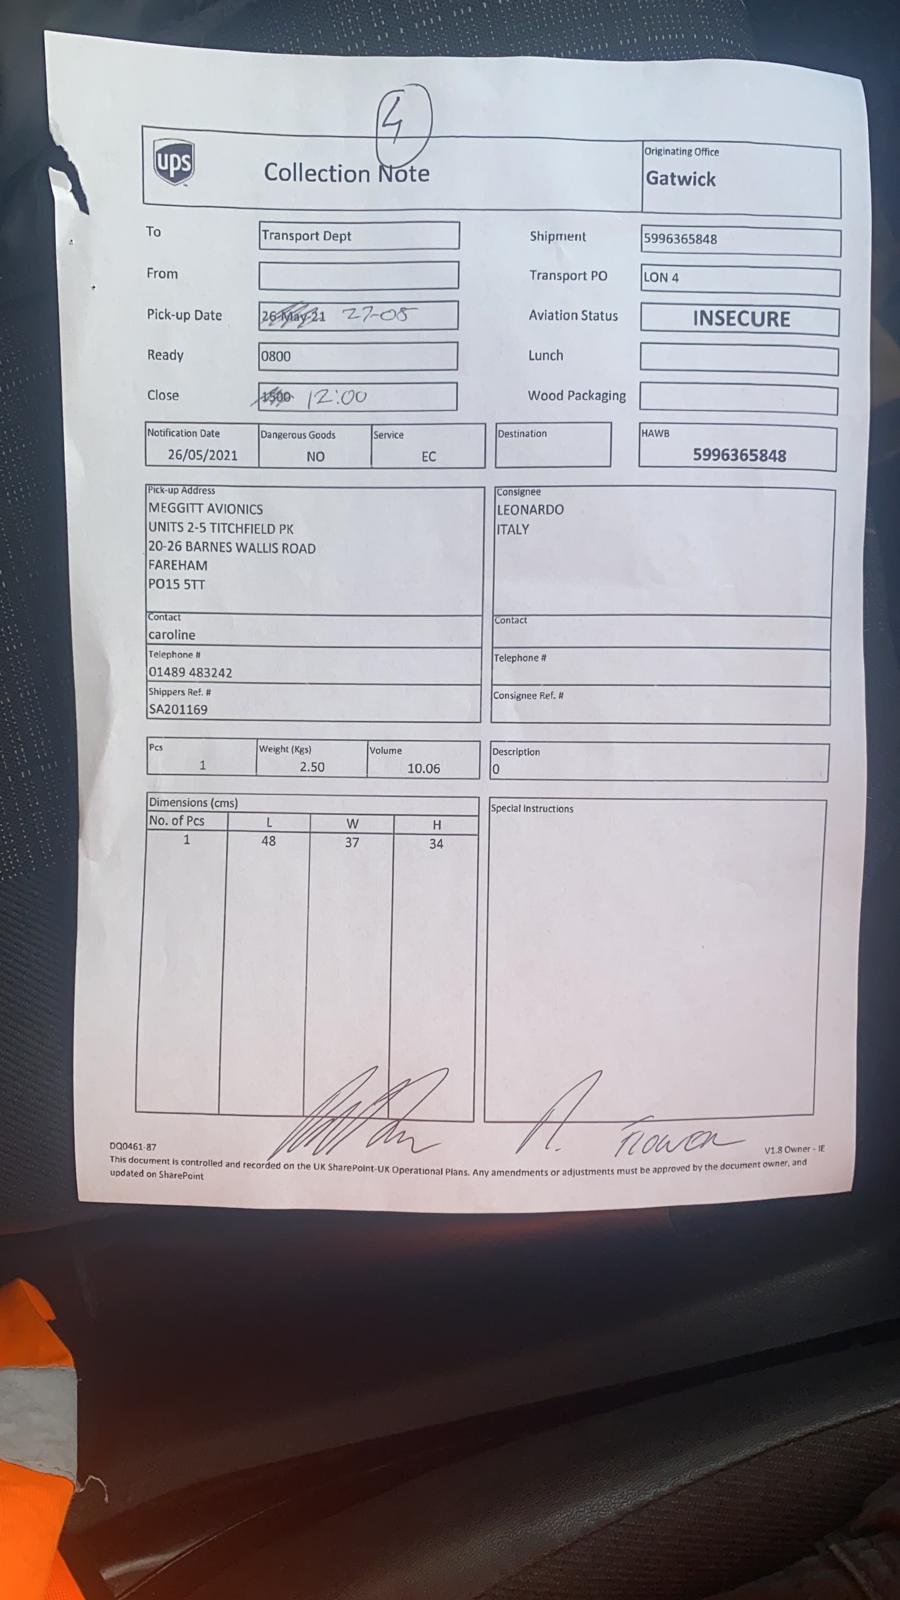 4
ups
Collection Note
Originating Office
Gatwick
To
Transport Dept
Shipment
5996365848
From
Transport PO
LON 4
Pick-up Date
26-May-21 27-05
Aviation Status
INSECURE
Ready
0800
Lunch
Close
1500 12:00
Wood Packaging
Notification Date
26/05/2021
Dangerous Goods
NO
Service
EC
Destination
HAWB
5996365848
Pick-up Address
MEGGITT AVIONICS
UNITS 2-5 TITCHFIELD PK
20-26 BARNES WALLIS ROAD
FAREHAM
PO15 5TT
Contact
caroline
Telephone #
01489 483242
Shippers Ref. #
SA201169
Consignee
LEONARDO
ITALY
Contact
Telephone #
Consignee Ref. #
Pcs
1
Weight (Kgs)
2.50
Volume
10.06
Description
0
Dimensions (cms)
No. of Pcs L W H
1 48 37 34
Special Instructions
DQ0461-87
V1.8 Owner - IE
This document is controlled and recorded on the UK SharePoint-UK Operational Plans. Any amendments or adjustments must be approved by the document owner, and
updated on SharePoint